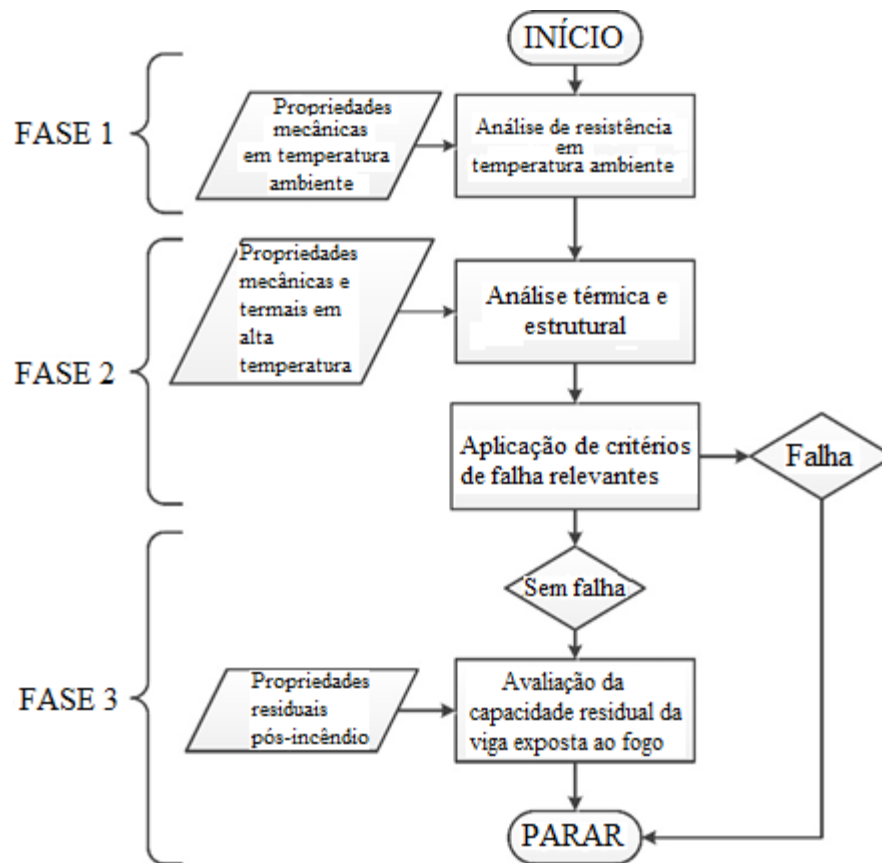 INÍCIO
FASE 1
Propriedades
mecânicas
em temperatura
ambiente
Análise de resistência
em
temperatura ambiente
FASE 2
Propriedades
mecânicas e
termais em
alta
temperatura
Análise térmica e
estrutural
Aplicação de critérios
de falha relevantes
Falha
Sem falha
FASE 3
Propriedades
residuais
pós-incêndio
Avaliação da
capacidade residual da
viga exposta ao fogo
PARAR